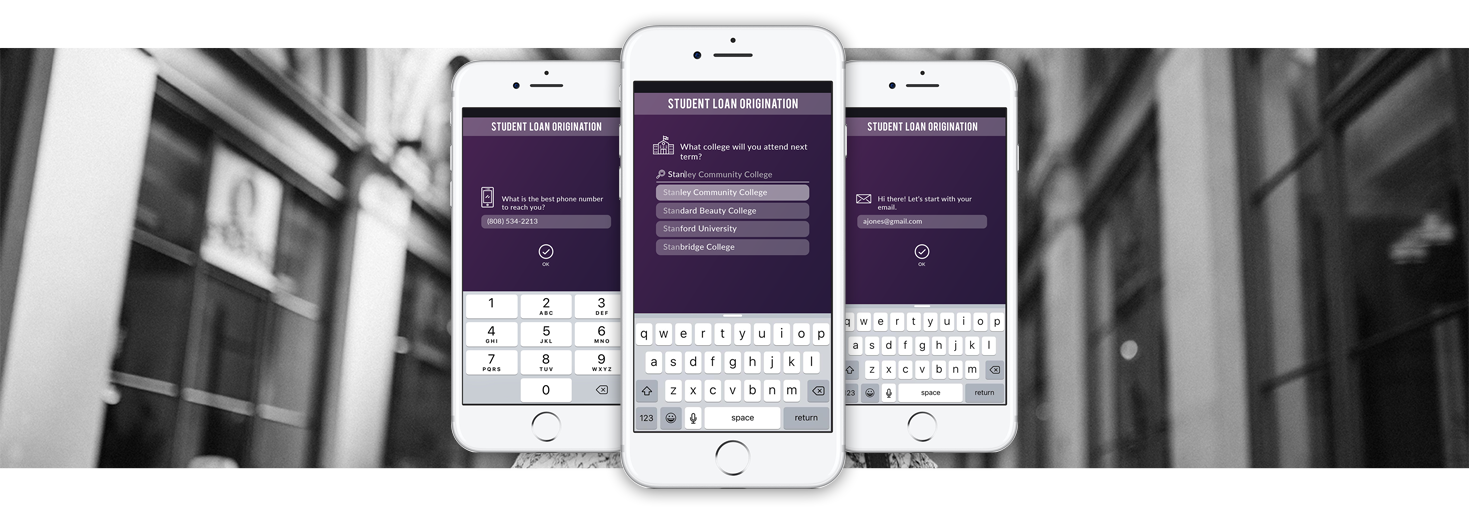 STUDENT LOAN ORIGINATION
What is the best phone number
to reach you?
(808) 534-2213
OK
1
2
ABC
3
DEF
4
GHI
5
JKL
6
MNO
7
PQRS
8
TUV
9
WXYZ
0
STUDENT LOAN ORIGINATION
What college will you attend next
term?
Stanley Community College
Stanley Community College
Standard Beauty College
Stanford University
Stanbridge College
q w e r t y u i o p
a s d f g h j k l
z x c v b n m
123 space return
STUDENT LOAN ORIGINATION
Hi there! Let's start with your
email.
ajones@gmail.com
OK
q w e r t y u i o p
a s d f g h j k l
z x c v b n m
123 space return